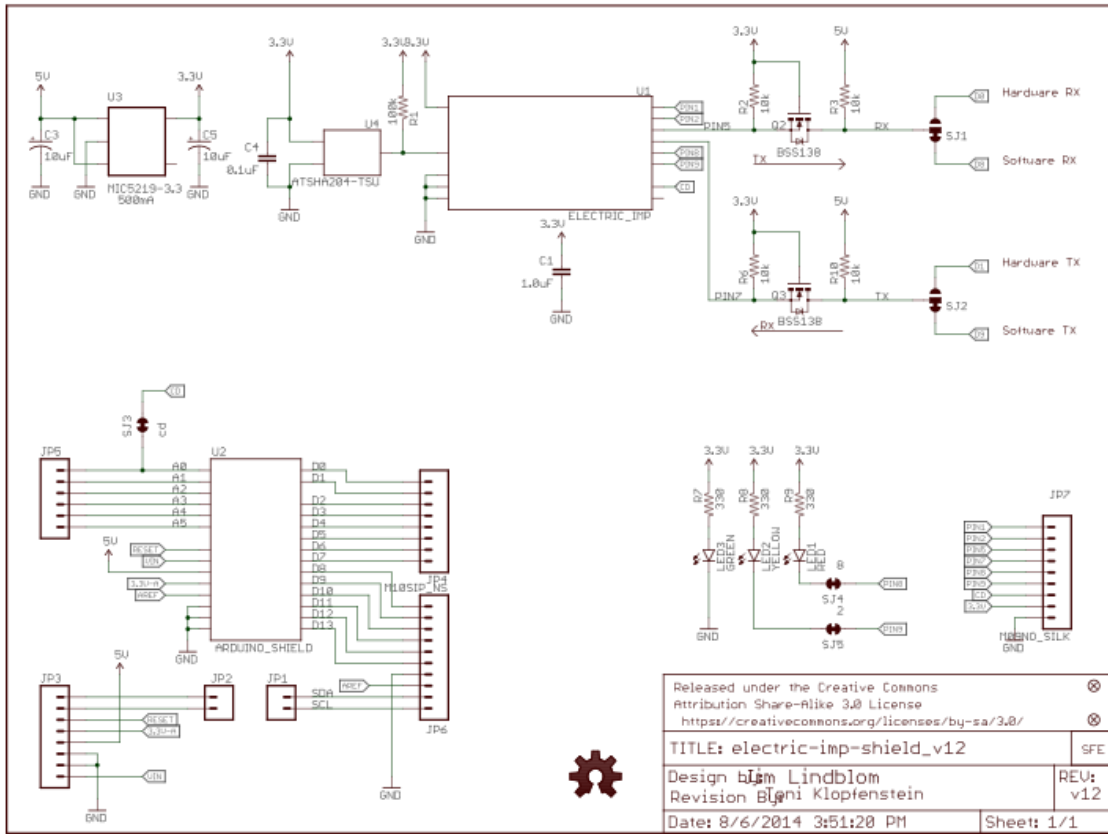 3.3V
5V
3.3V
U3
C3
10uF
C5
10uF
GND
GND
GND
MIC5219-3.3
500mA
3.3V
3.3V
3.3V
100k
R1
U4
C4
0.1uF
ATSHA204-TSU
GND
GND
U1
PIN1
PIN2
PIN5
PIN8
PIN9
CD
ELECTRIC_IMP
3.3V
C1
1.0uF
GND
PIN7
3.3V
5V
R2
10k
R3
10k
Q2
BSS138
TX
RX
D0
Hardware RX
SJ1
D8
Software RX
3.3V
5V
R6
10k
R10
10k
Q3
BSS138
RX
TX
D1
Hardware TX
SJ2
D9
Software TX
CD
SJ3
cd
JP5
A0
A1
A2
A3
A4
A5
U2
5V
RESET
VIN
3.3V-A
AREF
GND
ARDUINO_SHIELD
D0
D1
D2
D3
D4
D5
D6
D7
D8
D9
D10
D11
D12
D13
JP4
M10SIP_NS
5V
JP3
JP2
JP1
RESET
3.3V-A
VIN
GND
AREF
SDA
SCL
JP6
GND
3.3V
3.3V
3.3V
R7
330
R8
330
R9
330
LED3
GREEN
LED2
YELLOW
LED1
RED
8
SJ4
PIN8
2
SJ5
PIN9
GND
JP7
PIN1
PIN2
PIN5
PIN7
PIN8
PIN9
CD
3.3V
GND
M09NO_SILK
Released under the Creative Commons
Attribution Share-Alike 3.0 License
https://creativecommons.org/licenses/by-sa/3.0/
TITLE: electric-imp-shield_v12
SFE
Design by: Jim Lindblom
Revision By: Toni Klopfenstein
REV:
v12
Date: 8/6/2014 3:51:20 PM
Sheet: 1/1